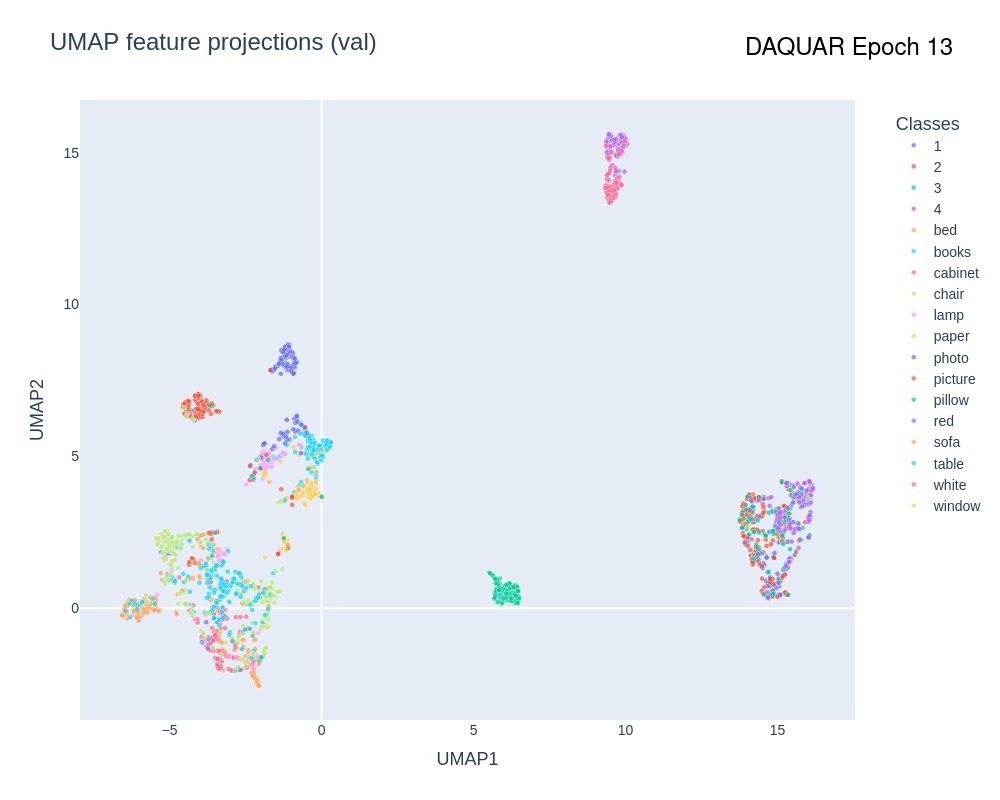 UMAP feature projections (val)
DAQUAR Epoch 13
Classes
1
2
3
4
bed
books
cabinet
chair
lamp
paper
photo
picture
pillow
red
sofa
table
white
window
15
10
5
0
UMAP2
−5
0
5
10
15
UMAP1